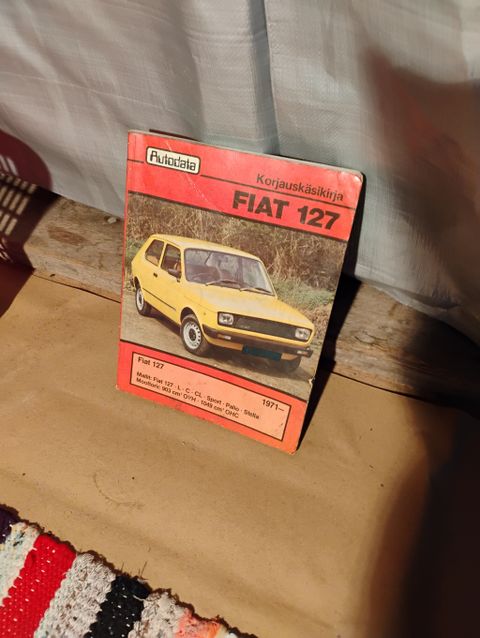 Autodata
Korjauskäsikirja
FIAT 127
Fiat 127
1971—
Mallit: Fiat 127 · L · C · CL · Sport · Palio · Stella
Moottorit: 903 cm³ OHV · 1049 cm³ OHC